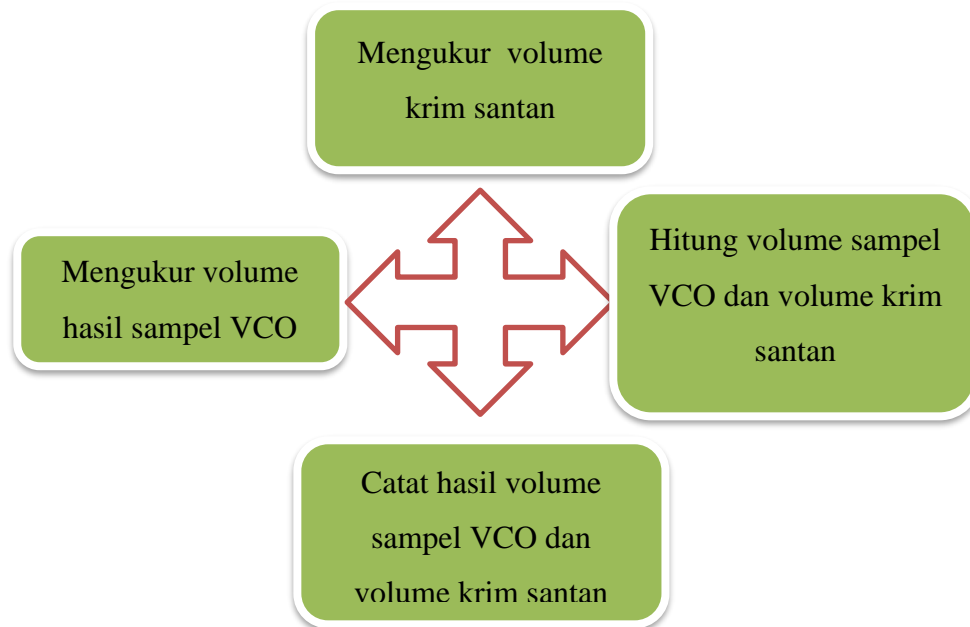 Mengukur volume
krim santan
Mengukur volume
hasil sampel VCO
Hitung volume sampel
VCO dan volume krim
santan
Catat hasil volume
sampel VCO dan
volume krim santan